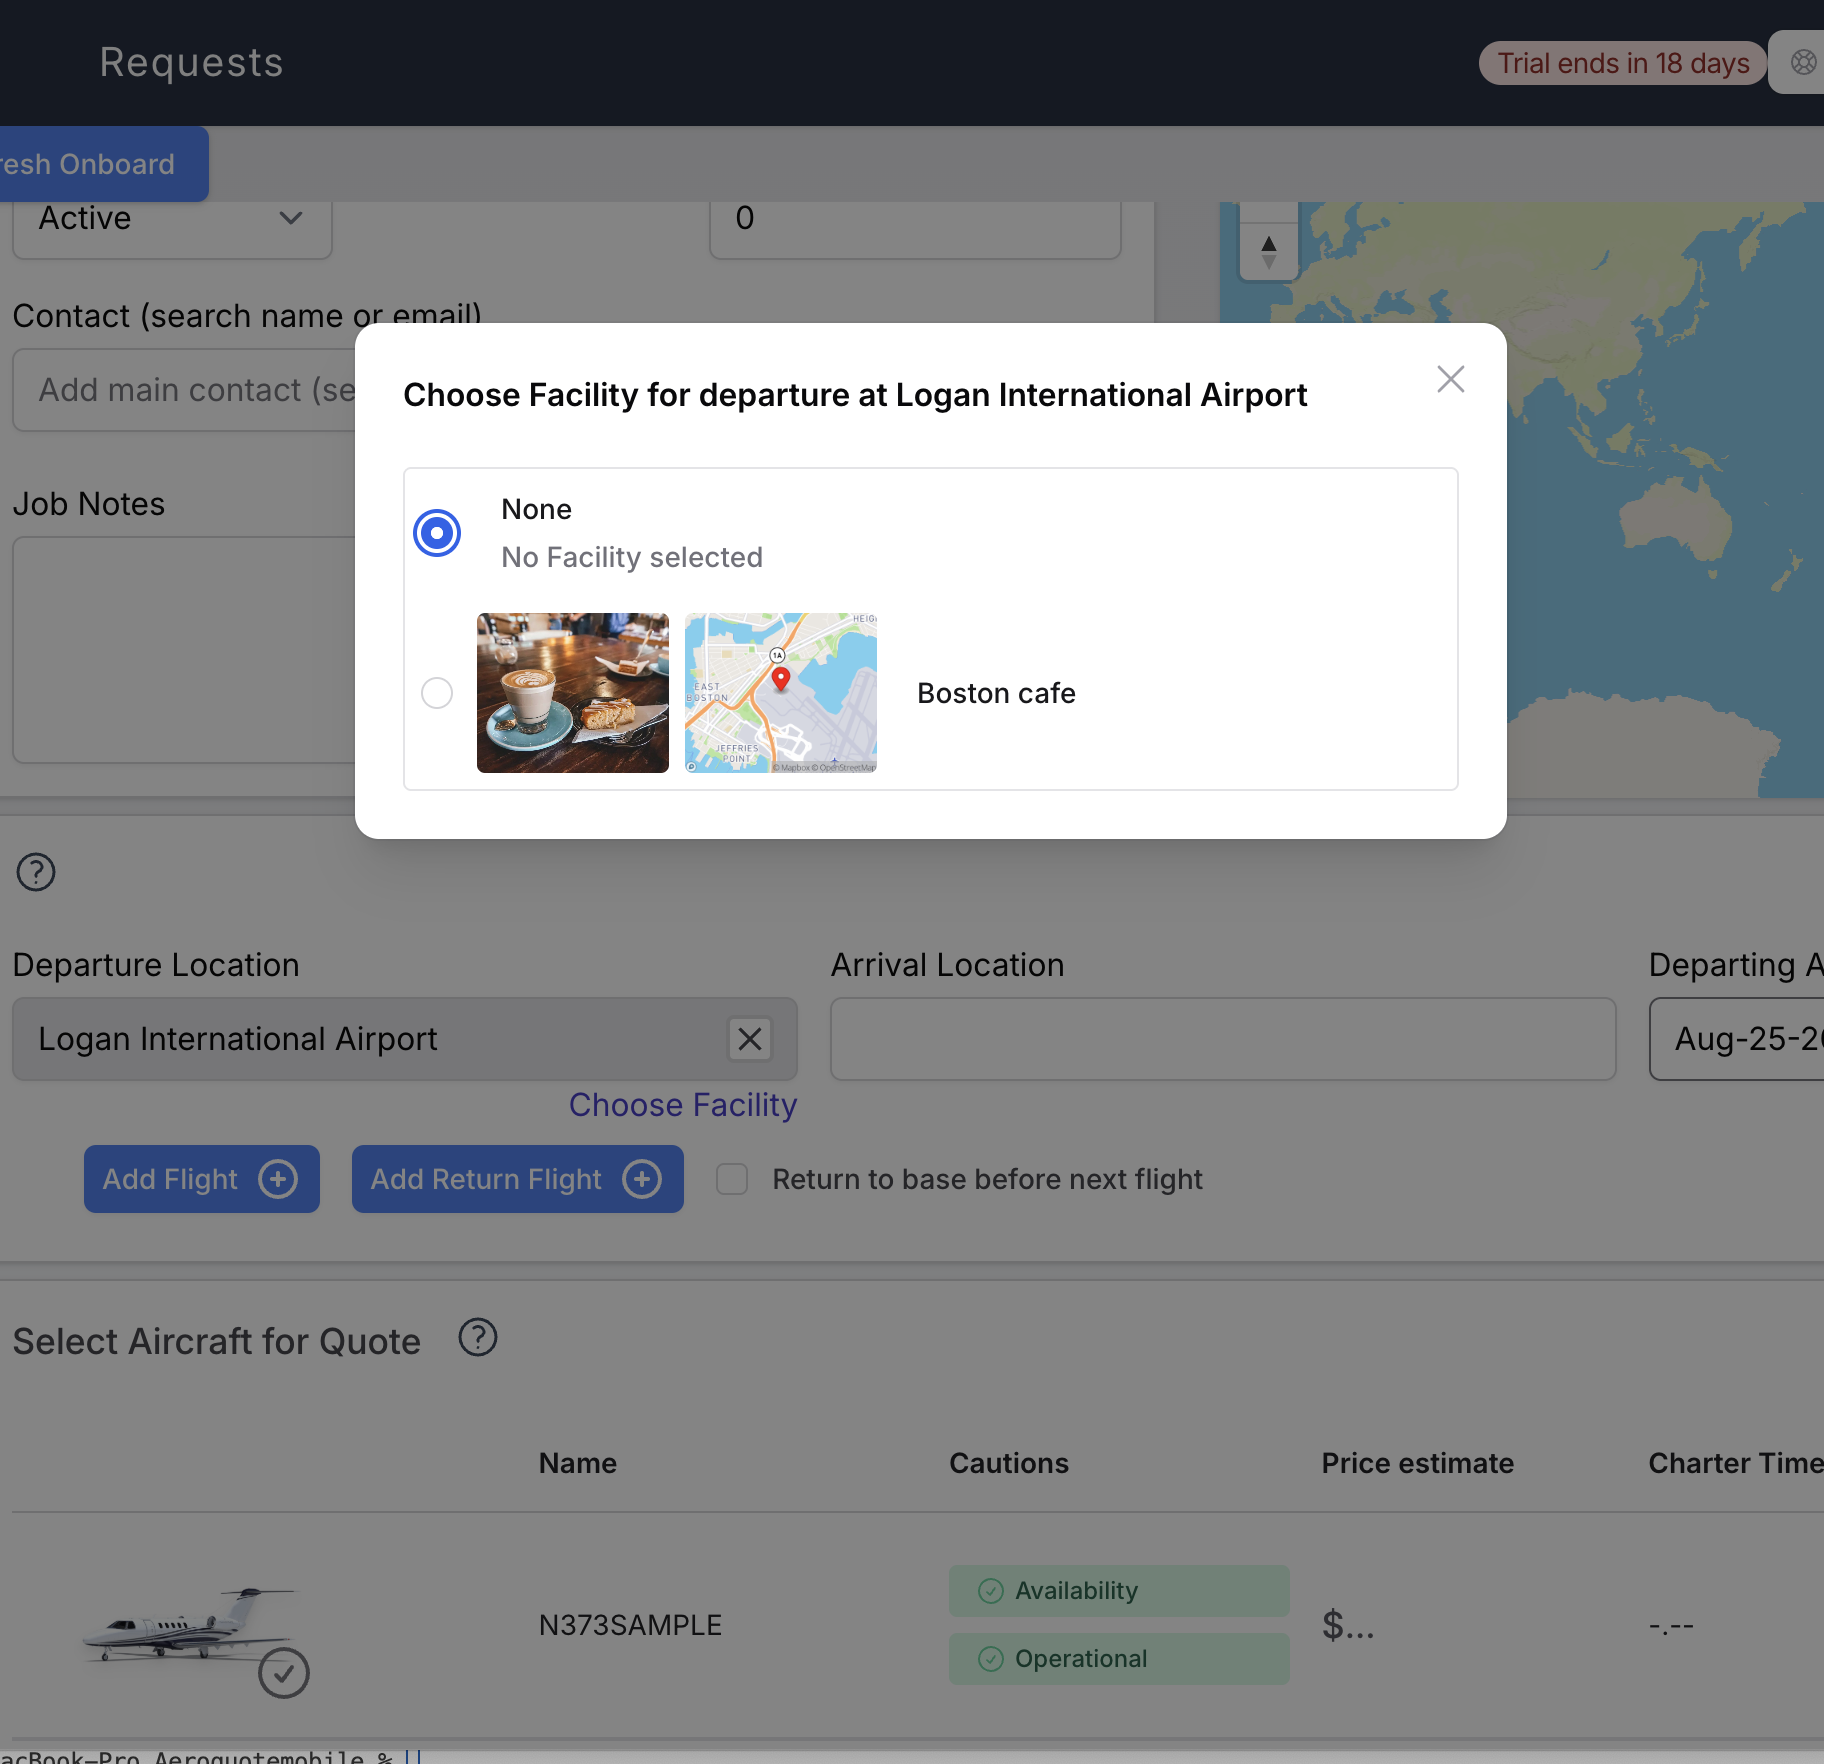 Requests
Trial ends in 18 days
resh Onboard
Active
0
Contact (search name or email)
Add main contact (se
Job Notes
Choose Facility for departure at Logan International Airport
None
No Facility selected
HEIG
1A
EAST
BOSTON
JEFFRIES
POINT
© Mapbox © OpenStreetMap
Boston cafe
Departure Location
Arrival Location
Departing A
Logan International Airport
Aug-25-20
Choose Facility
Add Flight
Add Return Flight
Return to base before next flight
Select Aircraft for Quote
Name
Cautions
Price estimate
Charter Time
N373SAMPLE
Availability
Operational
$...
-.--
acBook-Pro Aeroquotemobile %